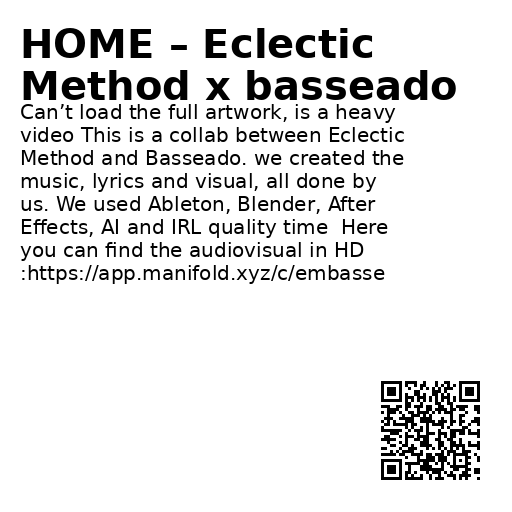 HOME – Eclectic
Method x basseado
Can’t load the full artwork, is a heavy
video This is a collab between Eclectic
Method and Basseado. we created the
music, lyrics and visual, all done by
us. We used Ableton, Blender, After
Effects, AI and IRL quality time  Here
you can find the audiovisual in HD
:https://app.manifold.xyz/c/embasse